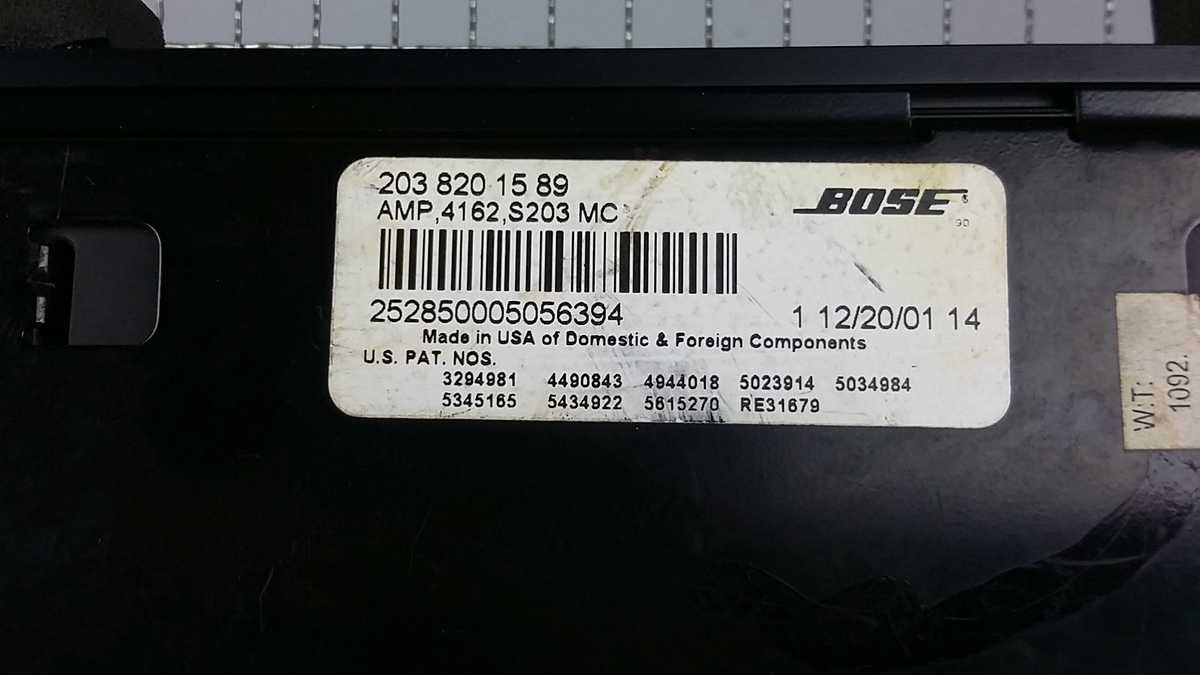 203 820 15 89
AMP,4162,S203 MC
BOSE
252850005056394
1 12/20/01 14
Made in USA of Domestic & Foreign Components
U.S. PAT. NOS.
3294981 4490843 4944018 5023914 5034984
5345165 5434922 5615270 RE31679
W.T:
1092.